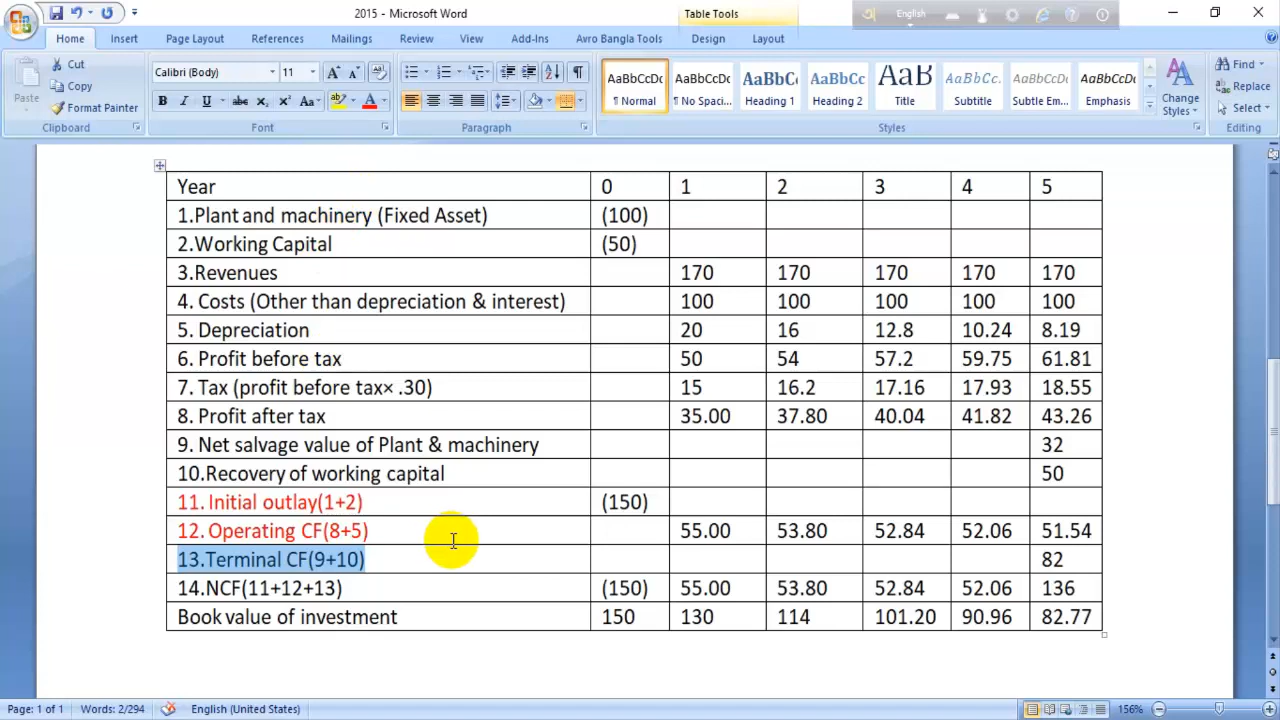 2015 - Microsoft Word
Table Tools
English
Home Insert Page Layout References Mailings Review View Add-Ins Avro Bangla Tools Design Layout
Paste
Cut
Copy
Format Painter
Clipboard
Calibri (Body) 11
Font
Paragraph
AaBbCcDc AaBbCcDc AaBbC AaBbCc AaB AaBbCc. AaBbCcDc AaBbCcDc
¶ Normal ¶ No Spaci... Heading 1 Heading 2 Title Subtitle Subtle Em... Emphasis
Change Styles
Styles
Find
Replace
Select
Editing
Year 0 1 2 3 4 5
1.Plant and machinery (Fixed Asset) (100)
2.Working Capital (50)
3.Revenues 170 170 170 170 170
4. Costs (Other than depreciation & interest) 100 100 100 100 100
5. Depreciation 20 16 12.8 10.24 8.19
6. Profit before tax 50 54 57.2 59.75 61.81
7. Tax (profit before tax× .30) 15 16.2 17.16 17.93 18.55
8. Profit after tax 35.00 37.80 40.04 41.82 43.26
9. Net salvage value of Plant & machinery 32
10.Recovery of working capital 50
11. Initial outlay(1+2) (150)
12. Operating CF(8+5) 55.00 53.80 52.84 52.06 51.54
13.Terminal CF(9+10) 82
14.NCF(11+12+13) (150) 55.00 53.80 52.84 52.06 136
Book value of investment 150 130 114 101.20 90.96 82.77
Page: 1 of 1 Words: 2/294 English (United States) 156%